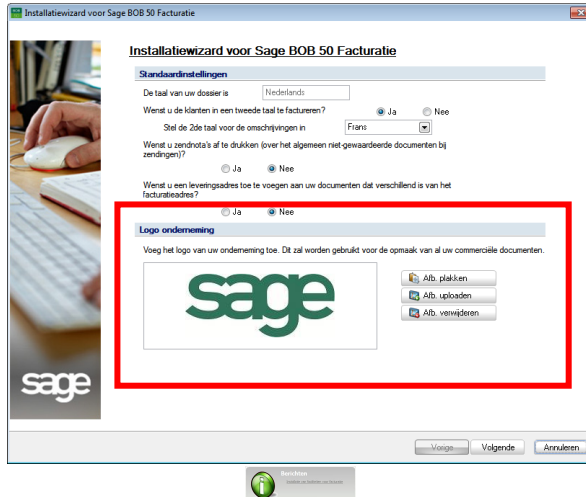 Installatiewizard voor Sage BOB 50 Facturatie
Installatiewizard voor Sage BOB 50 Facturatie
Standaardinstellingen
De taal van uw dossier is Nederlands
Wenst u de klanten in een tweede taal te factureren? Ja Nee
Stel de 2de taal voor de omschrijvingen in Frans
Wenst u zendnota's af te drukken (over het algemeen niet-gewaardeerde documenten bij
zendingen)?
Ja Nee
Wenst u een leveringsadres toe te voegen aan uw documenten dat verschillend is van het
facturatieadres?
Ja Nee
Logo onderneming
Voeg het logo van uw onderneming toe. Dit zal worden gebruikt voor de opmaak van al uw commerciële documenten.
sage
Afb. plakken
Afb. uploaden
Afb. verwijderen
sage
Vorige Volgende Annuleren
Berichten